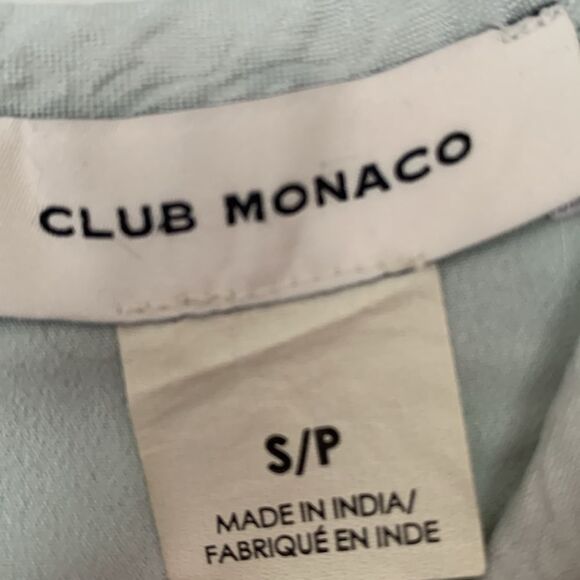 CLUB MONACO
S/P
MADE IN INDIA/
FABRIQUÉ EN INDE